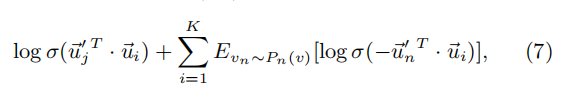 log σ(u⃗′_j^T · u⃗_i) + ∑_{i=1}^{K} E_{v_n∼P_n(v)}[log σ(−u⃗′_n^T · u⃗_i)], (7)